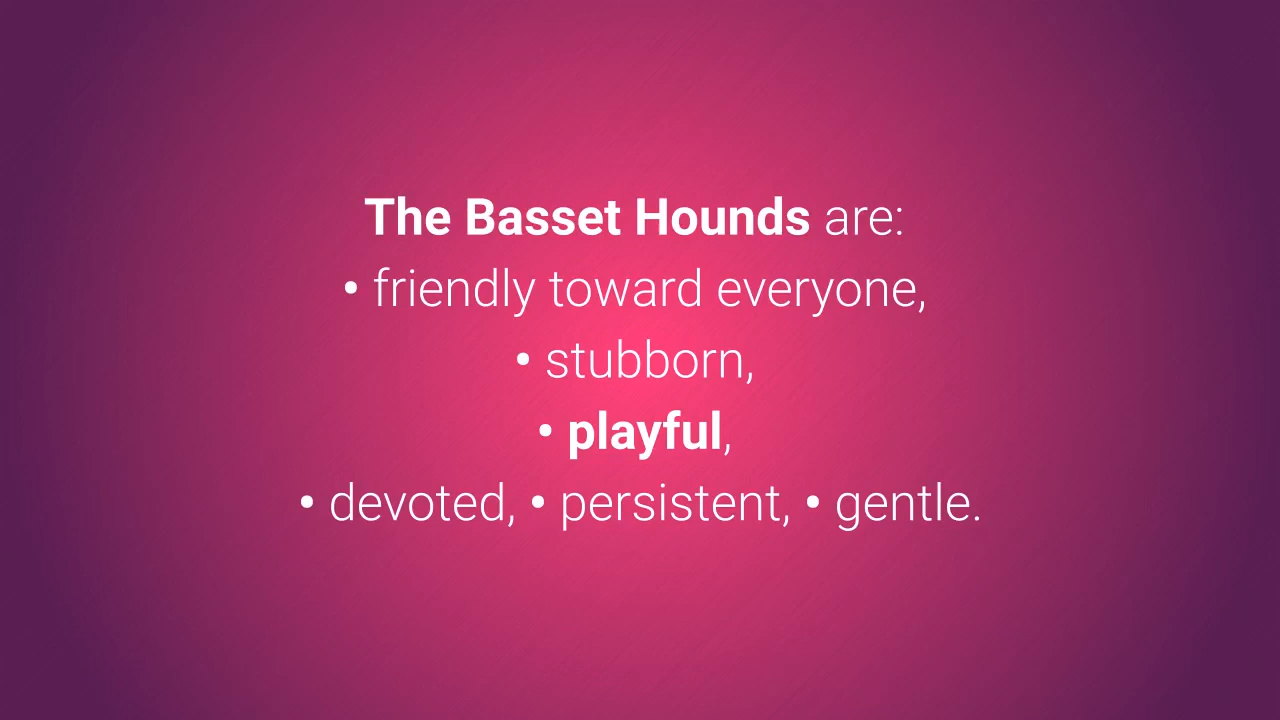 The Basset Hounds are:
• friendly toward everyone,
• stubborn,
• playful,
• devoted, • persistent, • gentle.